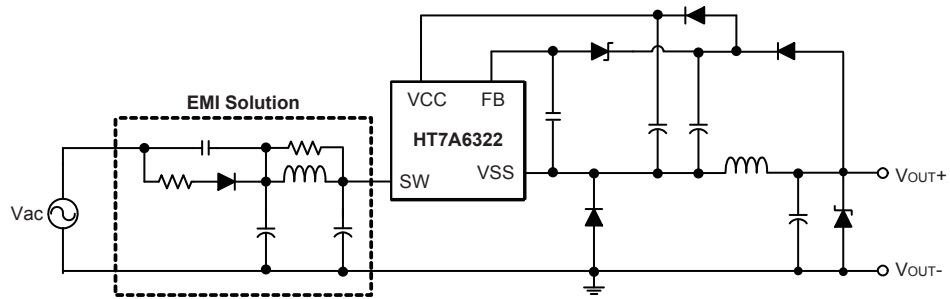 EMI Solution
VCC FB
HT7A6322
SW VSS
Vac
VOUT+
VOUT-